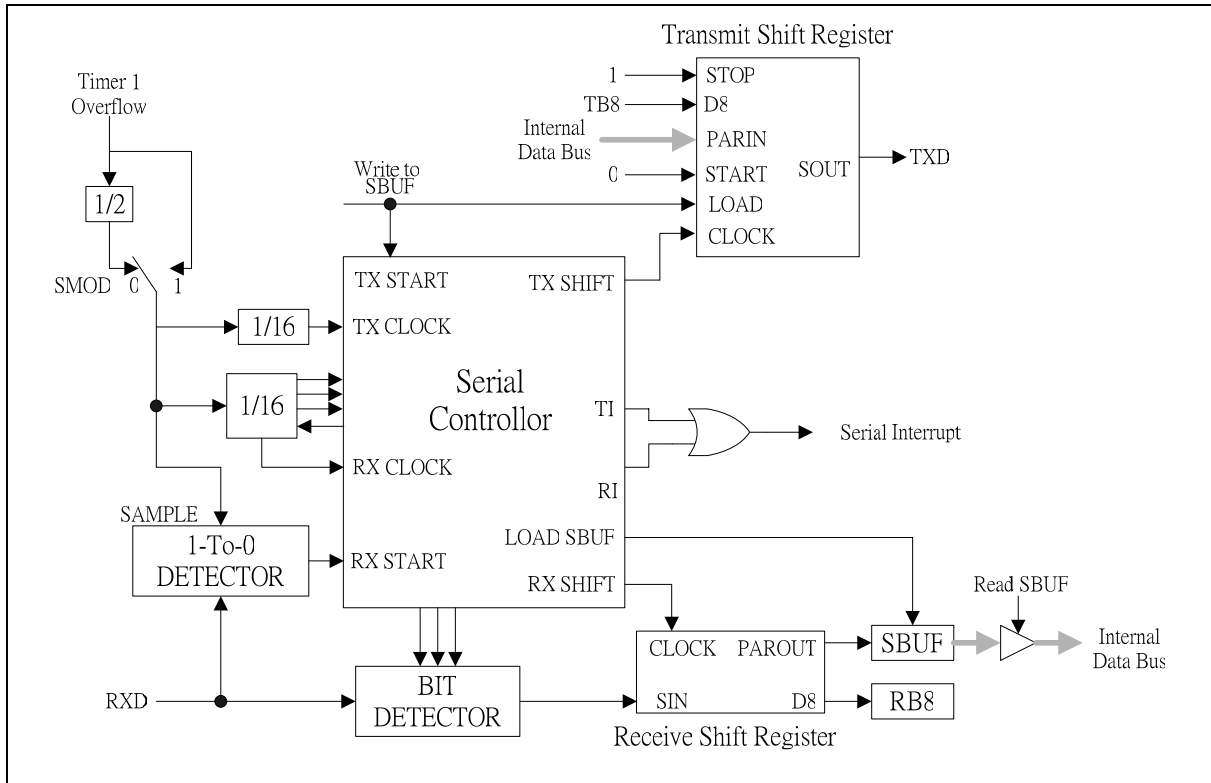 Transmit Shift Register
1
STOP
TB8
D8
Internal
Data Bus
PARIN
0
START
SOUT
TXD
LOAD
CLOCK
Timer 1
Overflow
1/2
SMOD
0
1
Write to
SBUF
TX START
TX SHIFT
1/16
TX CLOCK
Serial
Controllor
1/16
TI
Serial Interrupt
RX CLOCK
RI
SAMPLE
1-To-0
DETECTOR
RX START
LOAD SBUF
RX SHIFT
Read SBUF
CLOCK
PAROUT
SBUF
Internal
Data Bus
RXD
BIT
DETECTOR
SIN
D8
RB8
Receive Shift Register